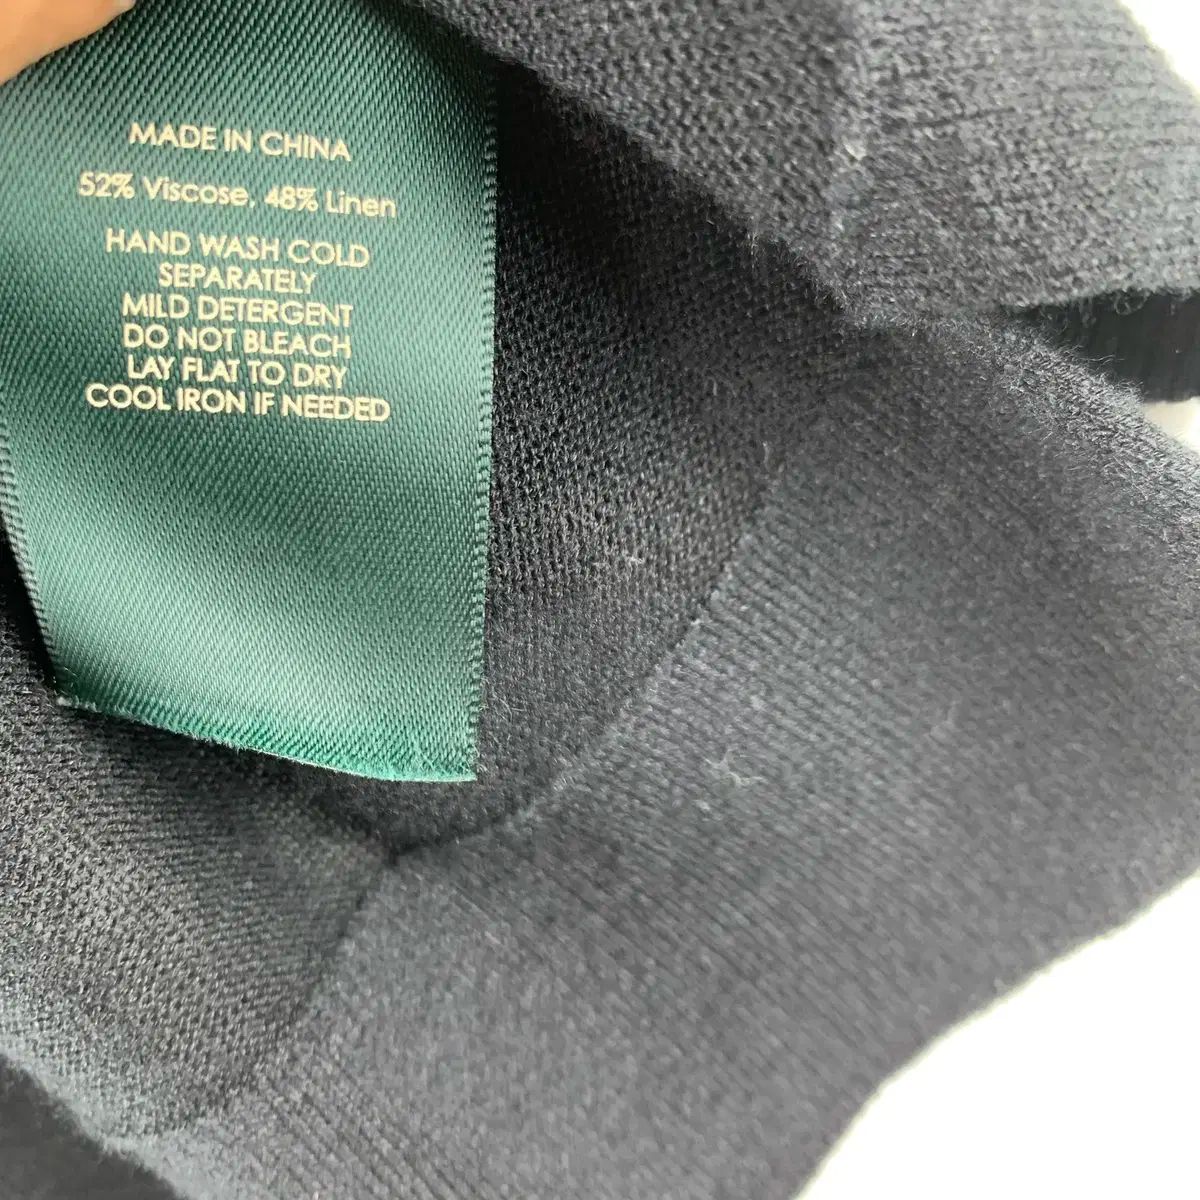 MADE IN CHINA
52% Viscose, 48% Linen
HAND WASH COLD
SEPARATELY
MILD DETERGENT
DO NOT BLEACH
LAY FLAT TO DRY
COOL IRON IF NEEDED